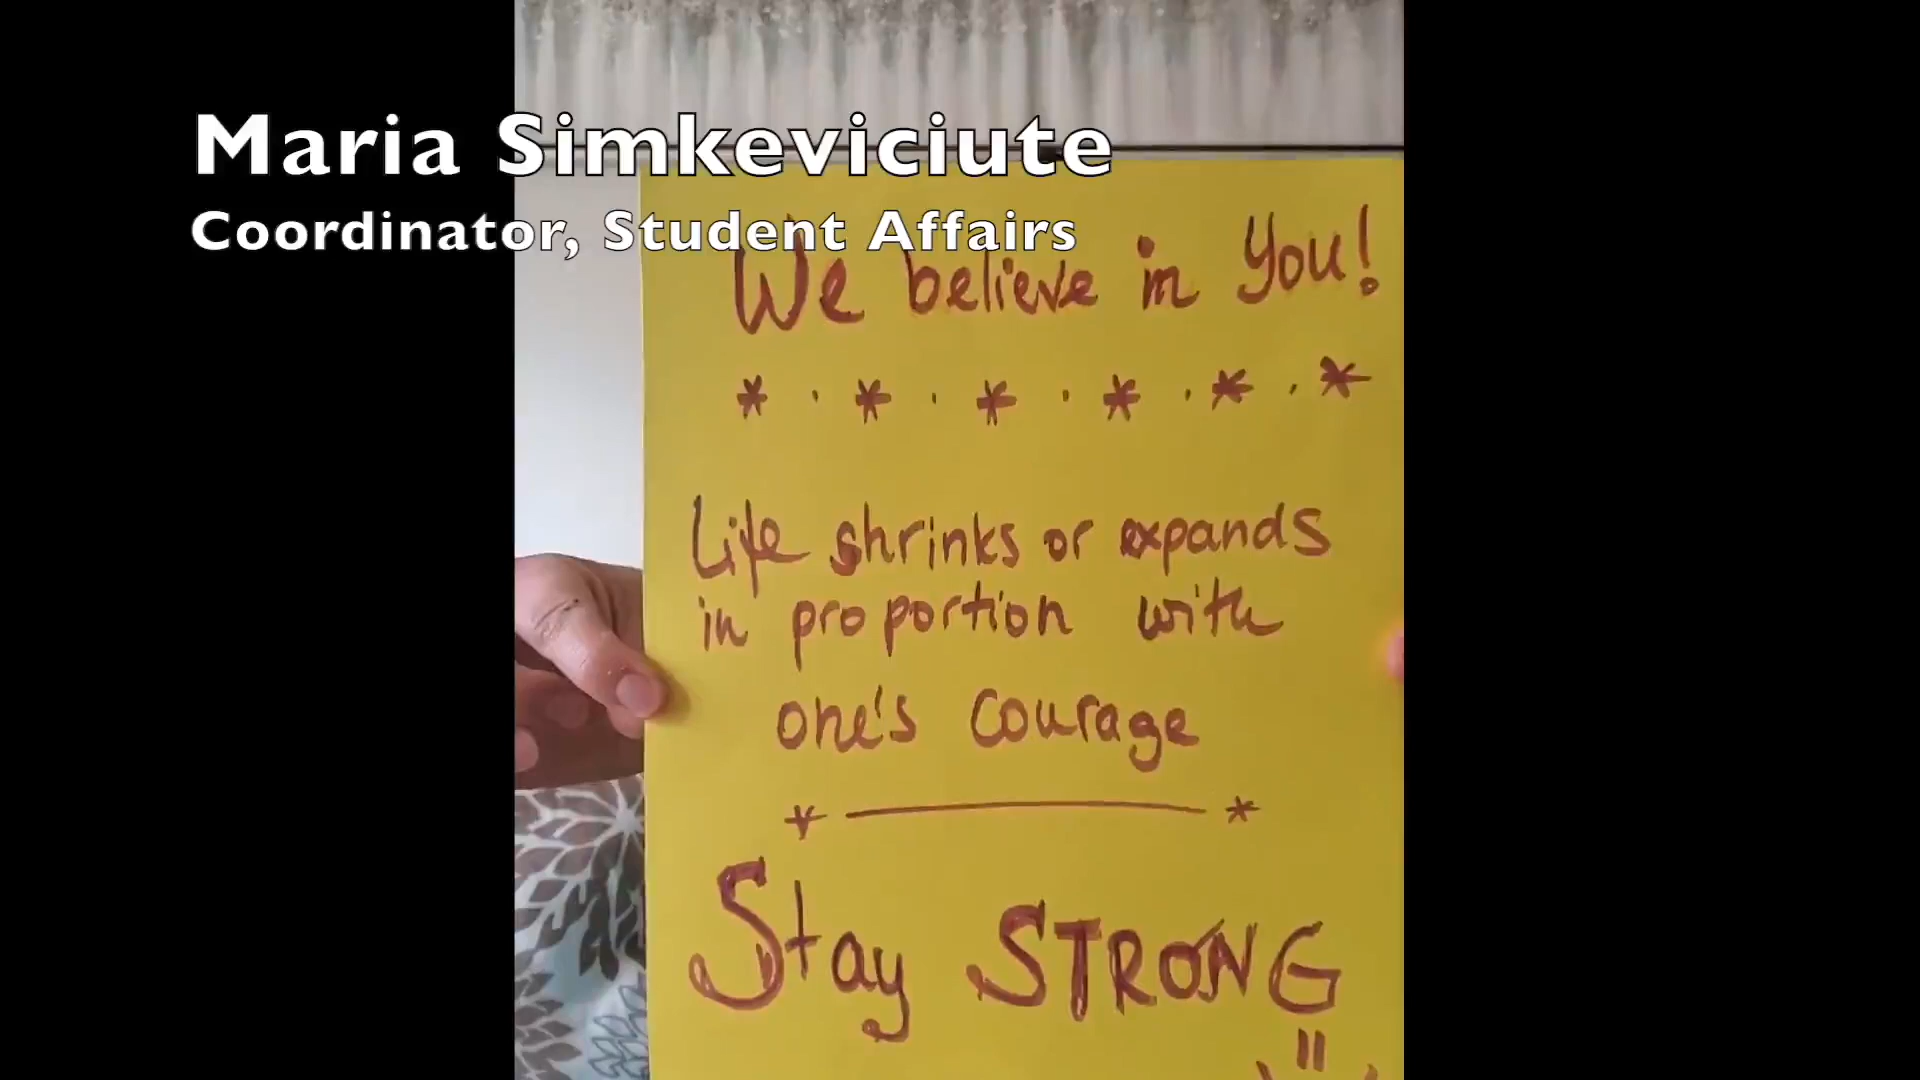 Maria Simkeviciute
Coordinator, Student Affairs
We believe in You!
* . * . * . * . * . *
Life shrinks or expands
in proportion with
one's courage
* ——— *
Stay STRONG